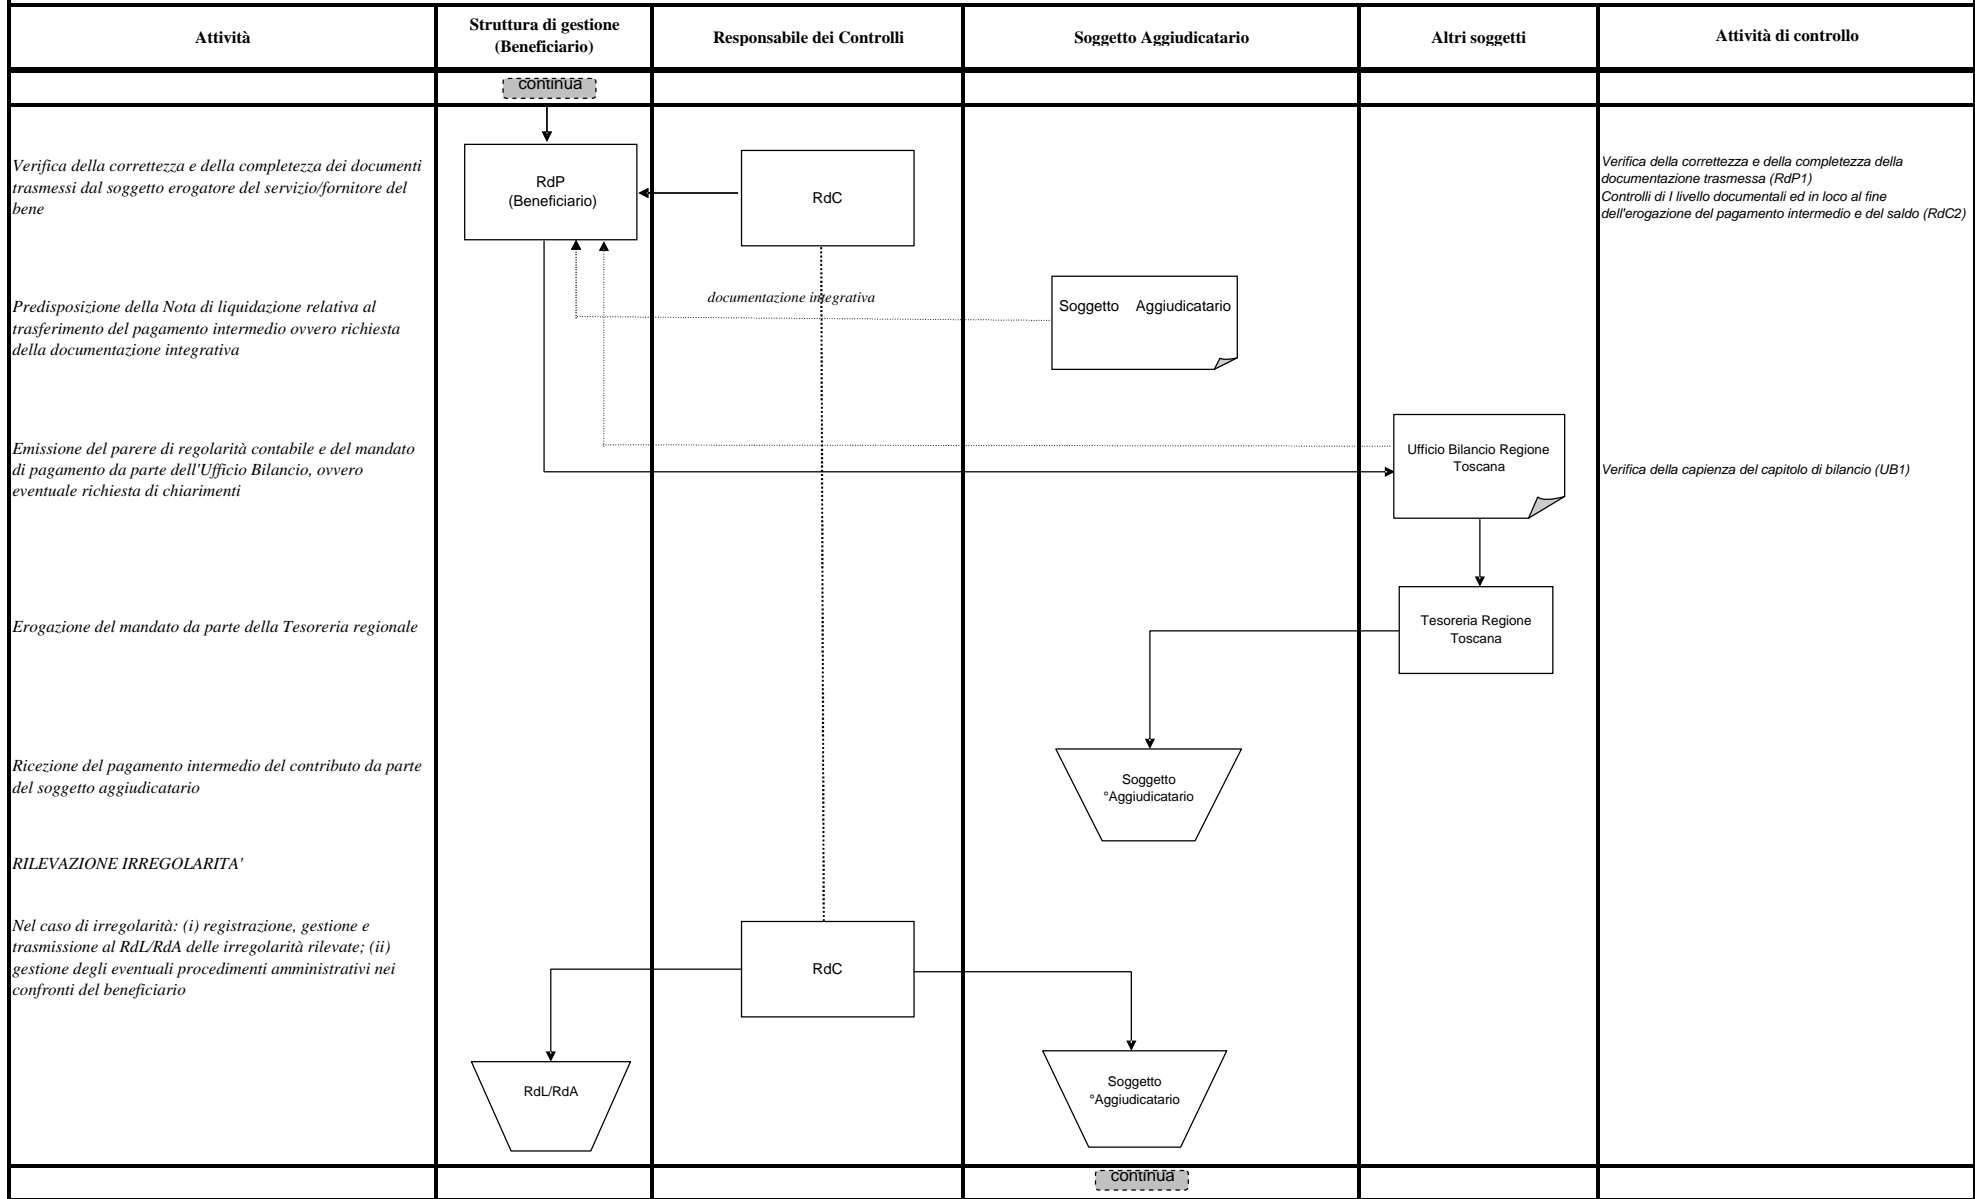 Attività
Struttura di gestione
(Beneficiario)
Responsabile dei Controlli
Soggetto Aggiudicatario
Altri soggetti
Attività di controllo
continua
Verifica della correttezza e della completezza dei documenti
trasmessi dal soggetto erogatore del servizio/fornitore del
bene
RdP
(Beneficiario)
RdC
Verifica della correttezza e della completezza della
documentazione trasmessa (RdP1)
Controlli di I livello documentali ed in loco al fine
dell'erogazione del pagamento intermedio e del saldo (RdC2)
Predisposizione della Nota di liquidazione relativa al
trasferimento del pagamento intermedio ovvero richiesta
della documentazione integrativa
documentazione integrativa
Soggetto Aggiudicatario
Emissione del parere di regolarità contabile e del mandato
di pagamento da parte dell'Ufficio Bilancio, ovvero
eventuale richiesta di chiarimenti
Ufficio Bilancio Regione
Toscana
Verifica della capienza del capitolo di bilancio (UB1)
Erogazione del mandato da parte della Tesoreria regionale
Tesoreria Regione
Toscana
Ricezione del pagamento intermedio del contributo da parte
del soggetto aggiudicatario
Soggetto
°Aggiudicatario
RILEVAZIONE IRREGOLARITA'
Nel caso di irregolarità: (i) registrazione, gestione e
trasmissione al RdL/RdA delle irregolarità rilevate; (ii)
gestione degli eventuali procedimenti amministrativi nei
confronti del beneficiario
RdC
RdL/RdA
Soggetto
°Aggiudicatario
continua